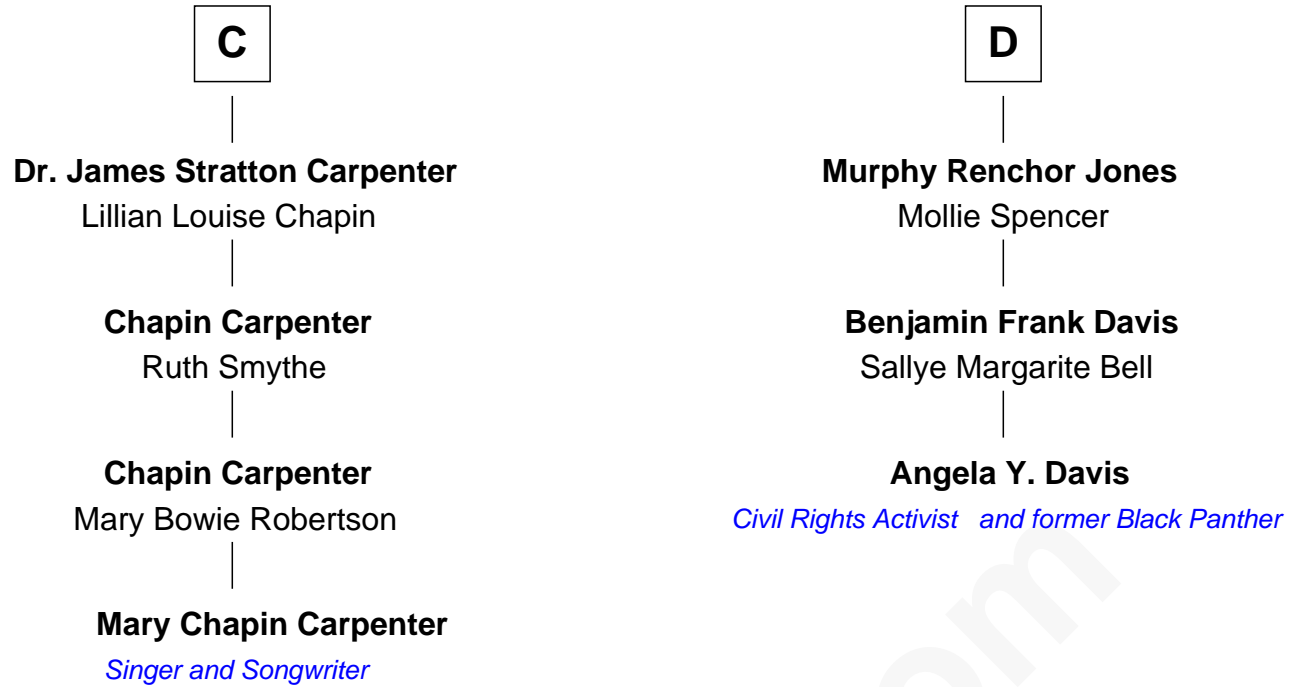 C
Dr. James Stratton Carpenter
Lillian Louise Chapin
Chapin Carpenter
Ruth Smythe
Chapin Carpenter
Mary Bowie Robertson
Mary Chapin Carpenter
Singer and Songwriter
D
Murphy Renchor Jones
Mollie Spencer
Benjamin Frank Davis
Sallye Margarite Bell
Angela Y. Davis
Civil Rights Activist and former Black Panther
om